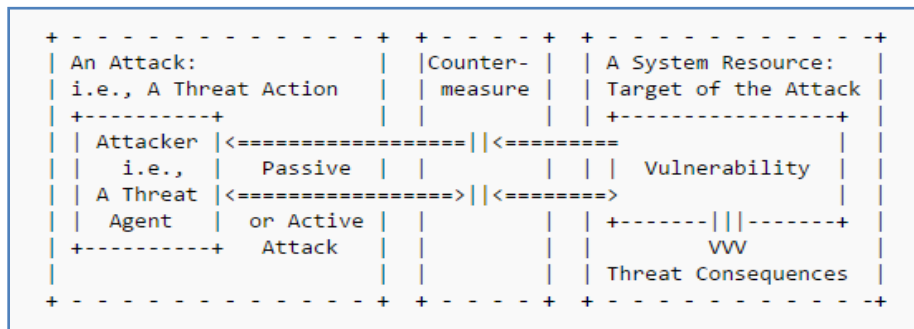 + - - - - - - - - - - - - - + + - - - - + + - - - - - - - - - - - -+
| An Attack: | |Counter- | | A System Resource: |
| i.e., A Threat Action | | measure | | Target of the Attack |
| +----------+ | | | | +-----------------+ |
| | Attacker |<==================||<========= | |
| | i.e., | Passive | | | | | Vulnerability | |
| | A Threat |<=================>||<========> | |
| | Agent | or Active | | | | +-------|||-------+ |
| +----------+ Attack | | | | VVV |
| | | | | Threat Consequences |
+ - - - - - - - - - - - - - + + - - - - + + - - - - - - - - - - - -+